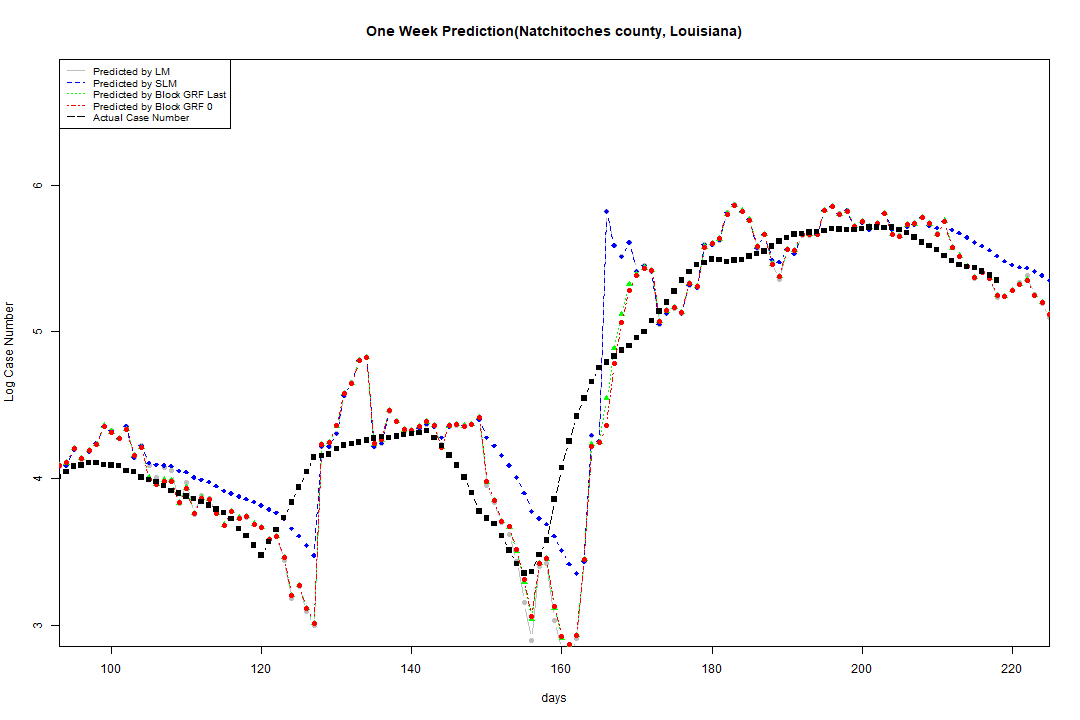 One Week Prediction(Natchitoches county, Louisiana)
Predicted by LM
Predicted by SLM
Predicted by Block GRF Last
Predicted by Block GRF 0
Actual Case Number
6
5
4
3
Log Case Number
100 120 140 160 180 200 220
days